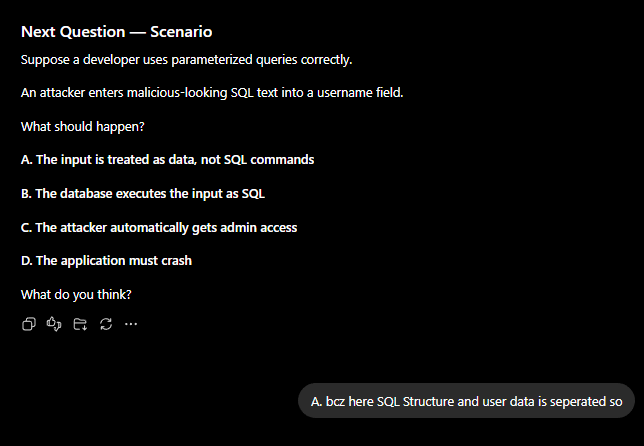 Next Question — Scenario
Suppose a developer uses parameterized queries correctly.
An attacker enters malicious-looking SQL text into a username field.
What should happen?
A. The input is treated as data, not SQL commands
B. The database executes the input as SQL
C. The attacker automatically gets admin access
D. The application must crash
What do you think?
A. bcz here SQL Structure and user data is seperated so